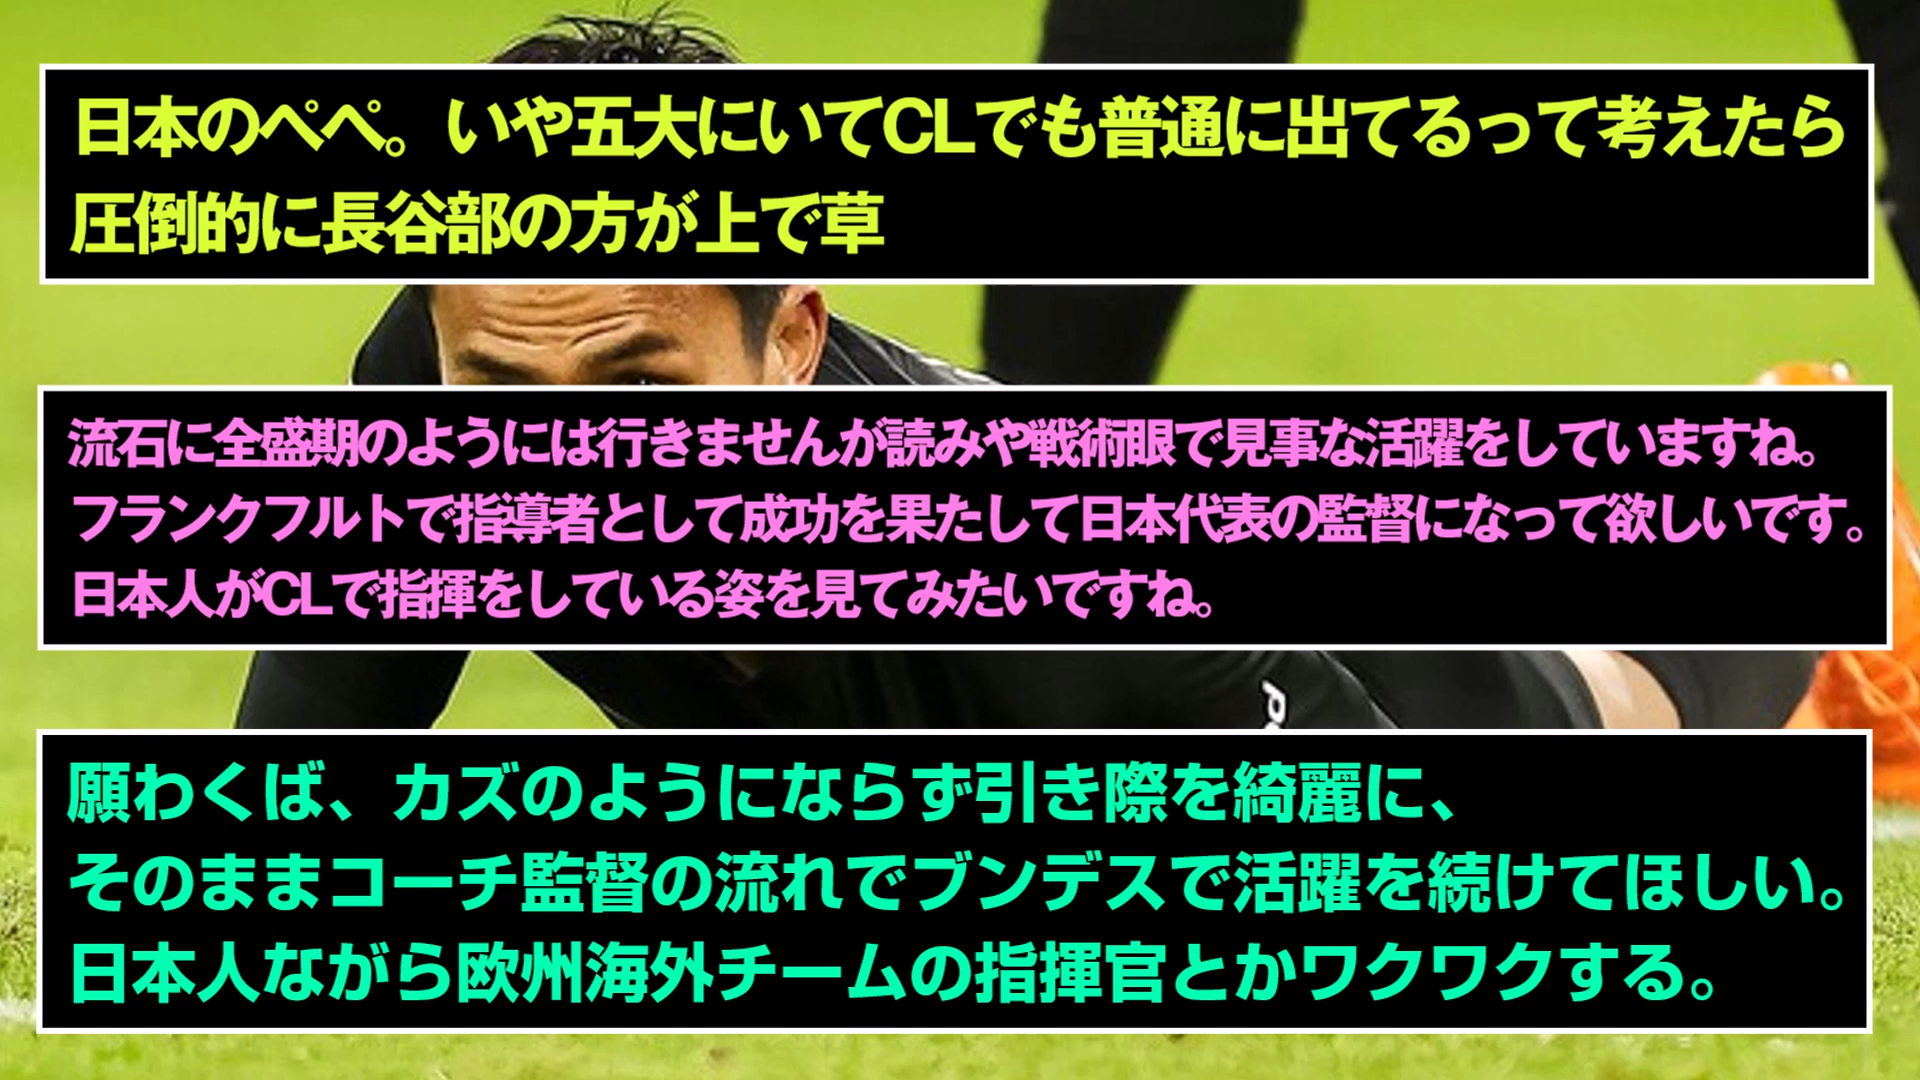 日本のペペ。いや五大にいてCLでも普通に出てるって考えたら
圧倒的に長谷部の方が上で草
流石に全盛期のようには行きませんが読みや戦術眼で見事な活躍をしていますね。
フランクフルトで指導者として成功を果たして日本代表の監督になって欲しいです。
日本人がCLで指揮をしている姿を見てみたいですね。
願わくば、カズのようにならず引き際を綺麗に、
そのままコーチ監督の流れでブンデスで活躍を続けてほしい。
日本人ながら欧州海外チームの指揮官とかワクワクする。